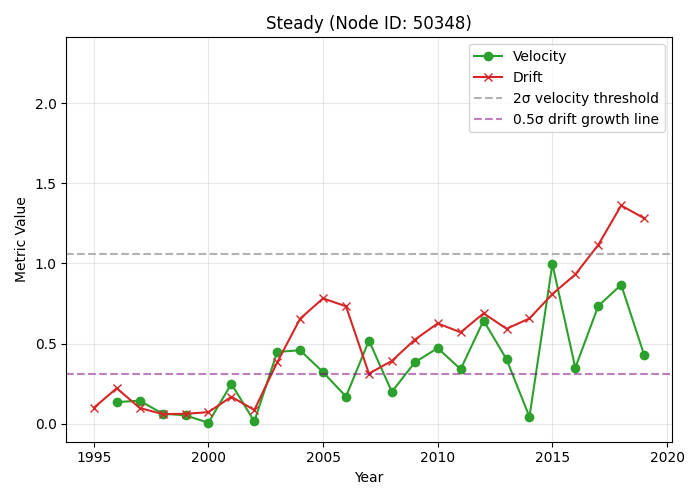 Steady (Node ID: 50348)
Velocity
Drift
2σ velocity threshold
0.5σ drift growth line
Metric Value
2.0
1.5
1.0
0.5
0.0
1995 2000 2005 2010 2015 2020
Year